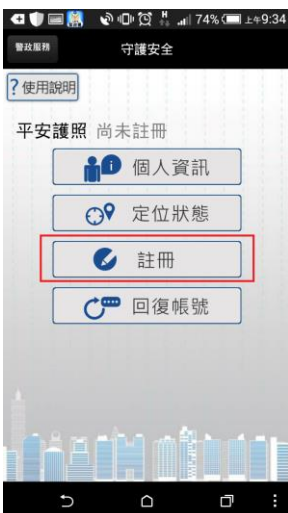 74% 上午9:34
警政服務 守護安全
?使用說明
平安護照 尚未註冊
個人資訊
定位狀態
註冊
回復帳號